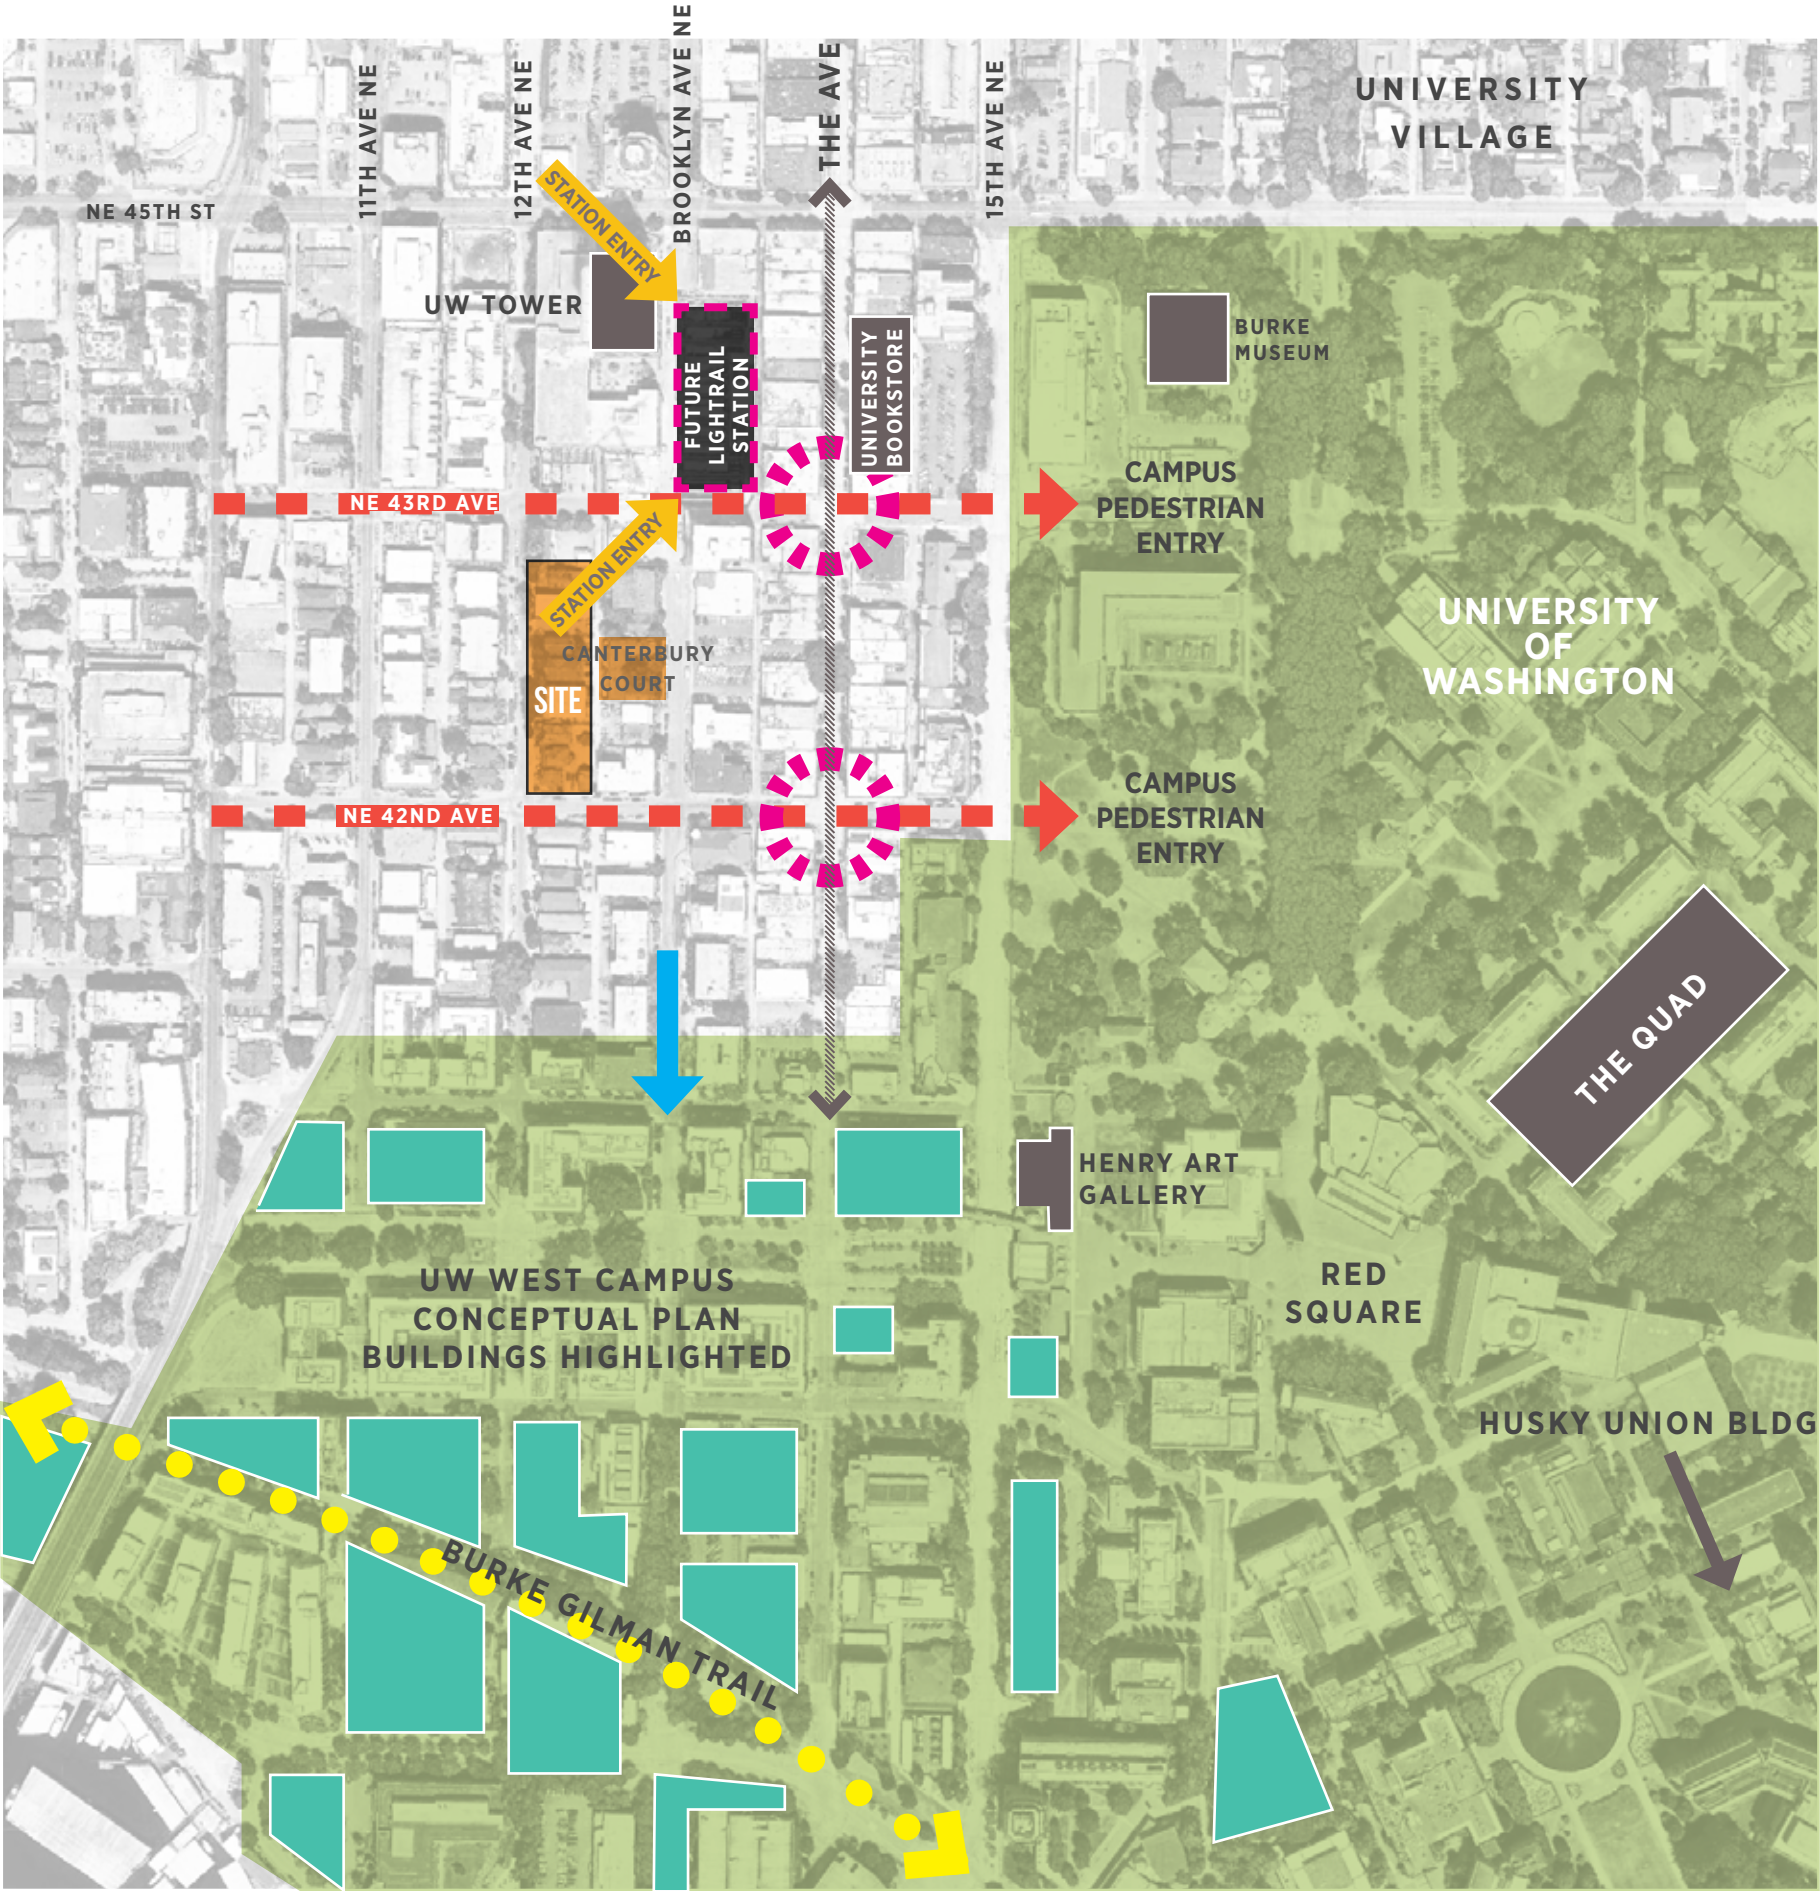 BROOKLYN AVE NE
THE AVE
11TH AVE NE
12TH AVE NE
15TH AVE NE
UNIVERSITY
VILLAGE
NE 45TH ST
STATION ENTRY
UW TOWER
FUTURE
LIGHTRAIL
STATION
UNIVERSITY
BOOKSTORE
BURKE
MUSEUM
NE 43RD AVE
CAMPUS
PEDESTRIAN
ENTRY
STATION ENTRY
CANTERBURY
COURT
SITE
UNIVERSITY
OF
WASHINGTON
NE 42ND AVE
CAMPUS
PEDESTRIAN
ENTRY
THE QUAD
HENRY ART
GALLERY
RED
SQUARE
UW WEST CAMPUS
CONCEPTUAL PLAN
BUILDINGS HIGHLIGHTED
HUSKY UNION BLDG
BURKE GILMAN TRAIL